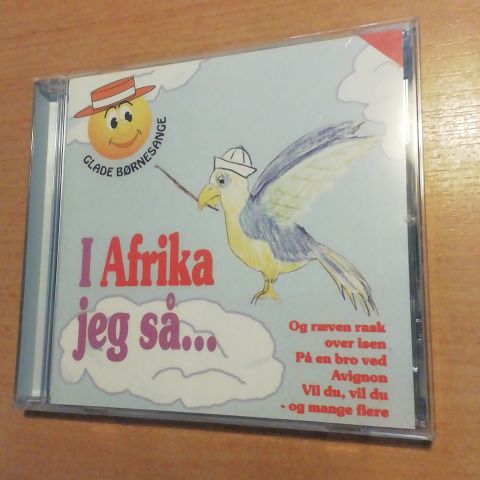 GLADE BØRNESANGE
I Afrika
jeg så...
Og ræven rask
over isen
På en bro ved
Avignon
Vil du, vil du
- og mange flere